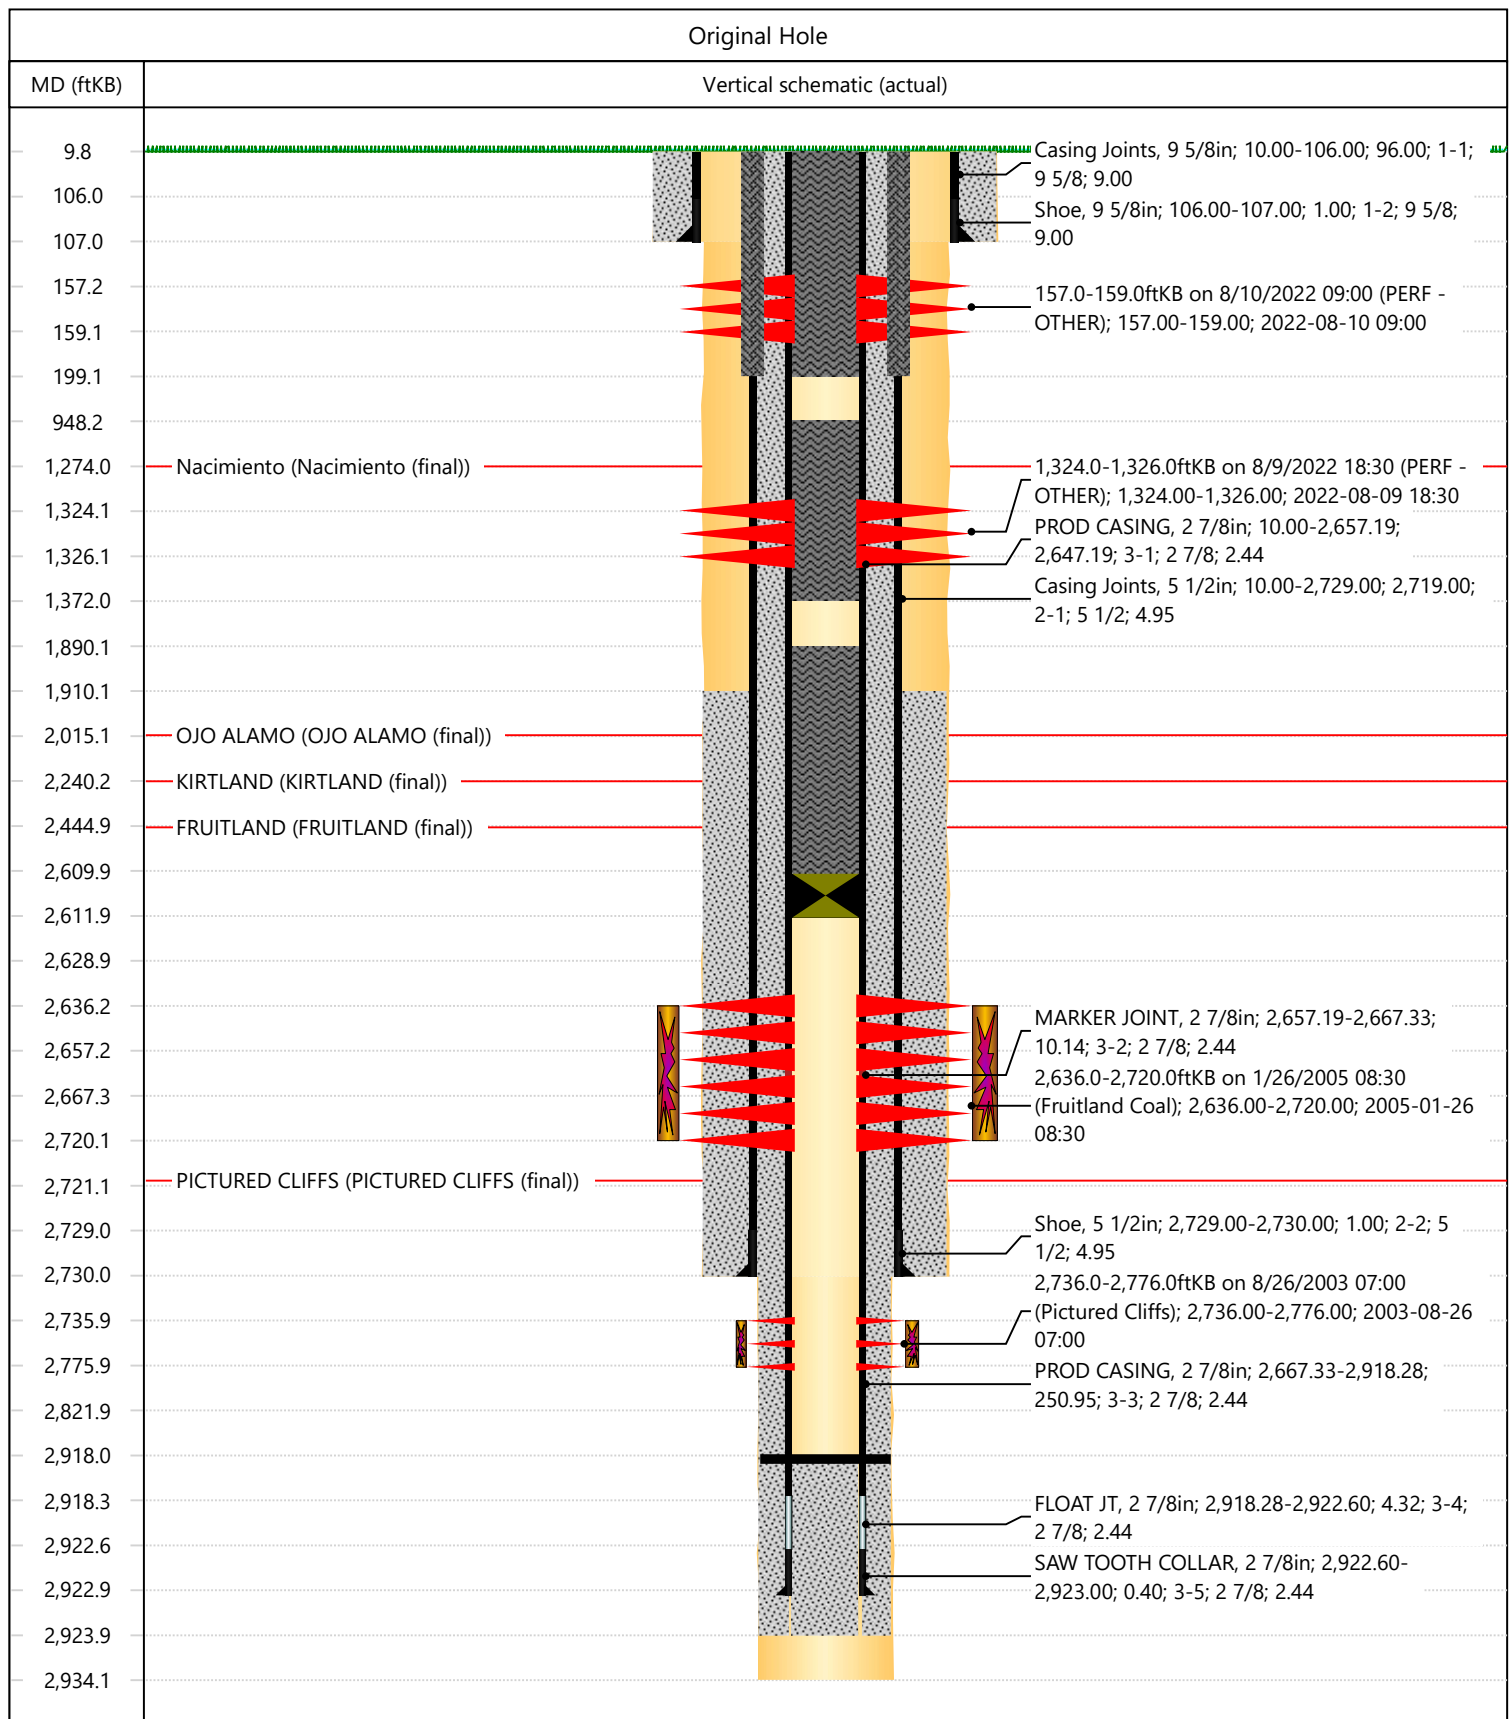 Original Hole
MD (ftKB)
Vertical schematic (actual)
9.8
106.0
107.0
157.2
159.1
199.1
948.2
1,274.0
1,324.1
1,326.1
1,372.0
1,890.1
1,910.1
2,015.1
2,240.2
2,444.9
2,609.9
2,611.9
2,628.9
2,636.2
2,657.2
2,667.3
2,720.1
2,721.1
2,729.0
2,730.0
2,735.9
2,775.9
2,821.9
2,918.0
2,918.3
2,922.6
2,922.9
2,923.9
2,934.1
Nacimiento (Nacimiento (final))
OJO ALAMO (OJO ALAMO (final))
KIRTLAND (KIRTLAND (final))
FRUITLAND (FRUITLAND (final))
PICTURED CLIFFS (PICTURED CLIFFS (final))
Casing Joints, 9 5/8in; 10.00-106.00; 96.00; 1-1;
9 5/8; 9.00
Shoe, 9 5/8in; 106.00-107.00; 1.00; 1-2; 9 5/8;
9.00
157.0-159.0ftKB on 8/10/2022 09:00 (PERF -
OTHER); 157.00-159.00; 2022-08-10 09:00
1,324.0-1,326.0ftKB on 8/9/2022 18:30 (PERF -
OTHER); 1,324.00-1,326.00; 2022-08-09 18:30
PROD CASING, 2 7/8in; 10.00-2,657.19;
2,647.19; 3-1; 2 7/8; 2.44
Casing Joints, 5 1/2in; 10.00-2,729.00; 2,719.00;
2-1; 5 1/2; 4.95
MARKER JOINT, 2 7/8in; 2,657.19-2,667.33;
10.14; 3-2; 2 7/8; 2.44
2,636.0-2,720.0ftKB on 1/26/2005 08:30
(Fruitland Coal); 2,636.00-2,720.00; 2005-01-26
08:30
Shoe, 5 1/2in; 2,729.00-2,730.00; 1.00; 2-2; 5
1/2; 4.95
2,736.0-2,776.0ftKB on 8/26/2003 07:00
(Pictured Cliffs); 2,736.00-2,776.00; 2003-08-26
07:00
PROD CASING, 2 7/8in; 2,667.33-2,918.28;
250.95; 3-3; 2 7/8; 2.44
FLOAT JT, 2 7/8in; 2,918.28-2,922.60; 4.32; 3-4;
2 7/8; 2.44
SAW TOOTH COLLAR, 2 7/8in; 2,922.60-
2,923.00; 0.40; 3-5; 2 7/8; 2.44